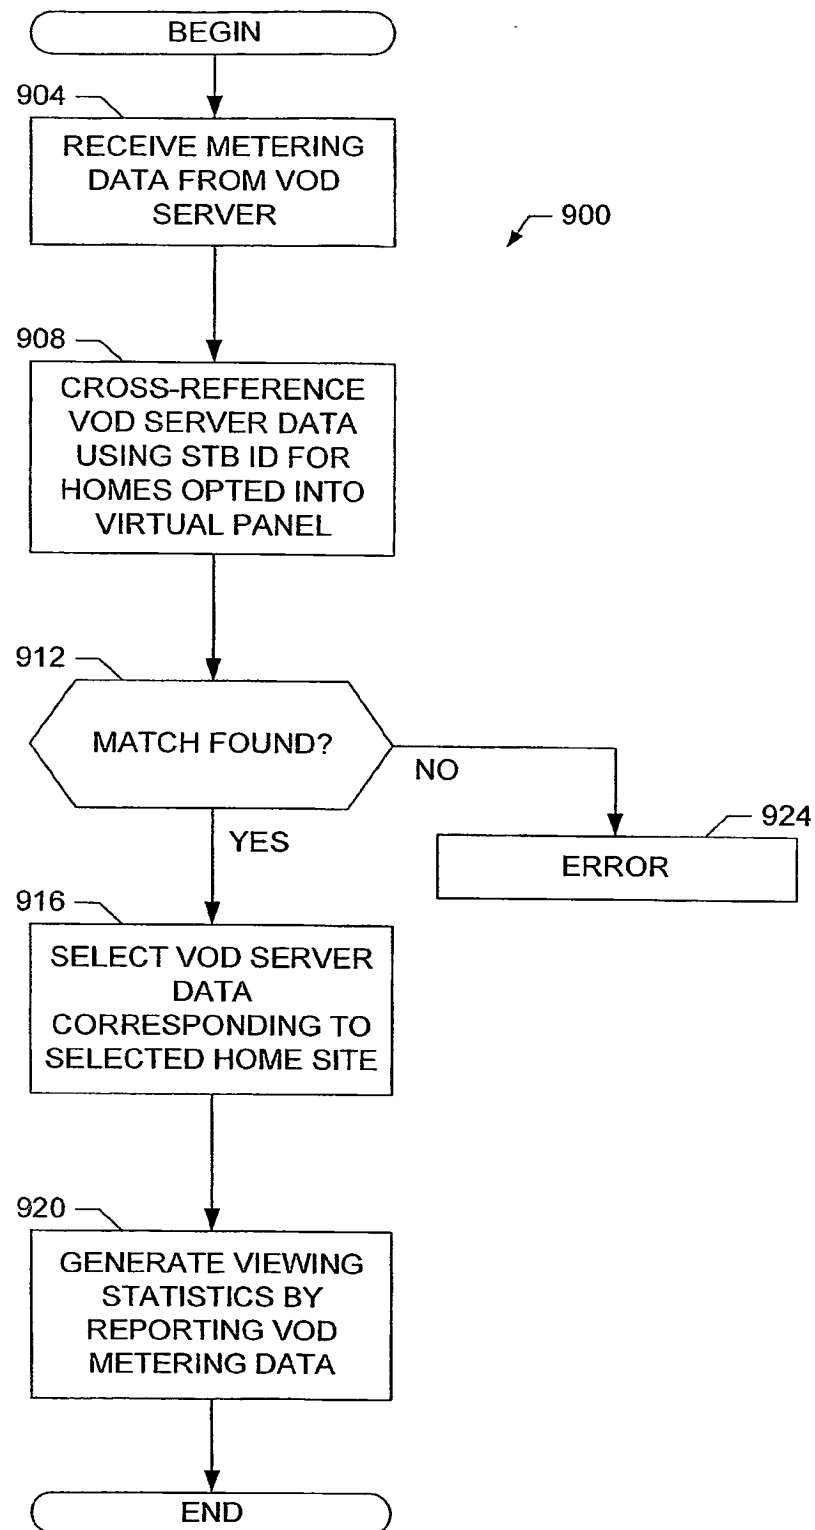 BEGIN
904
RECEIVE METERING
DATA FROM VOD
SERVER
900
908
CROSS-REFERENCE
VOD SERVER DATA
USING STB ID FOR
HOMES OPTED INTO
VIRTUAL PANEL
912
MATCH FOUND?
NO
YES
924
ERROR
916
SELECT VOD SERVER
DATA
CORRESPONDING TO
SELECTED HOME SITE
920
GENERATE VIEWING
STATISTICS BY
REPORTING VOD
METERING DATA
END